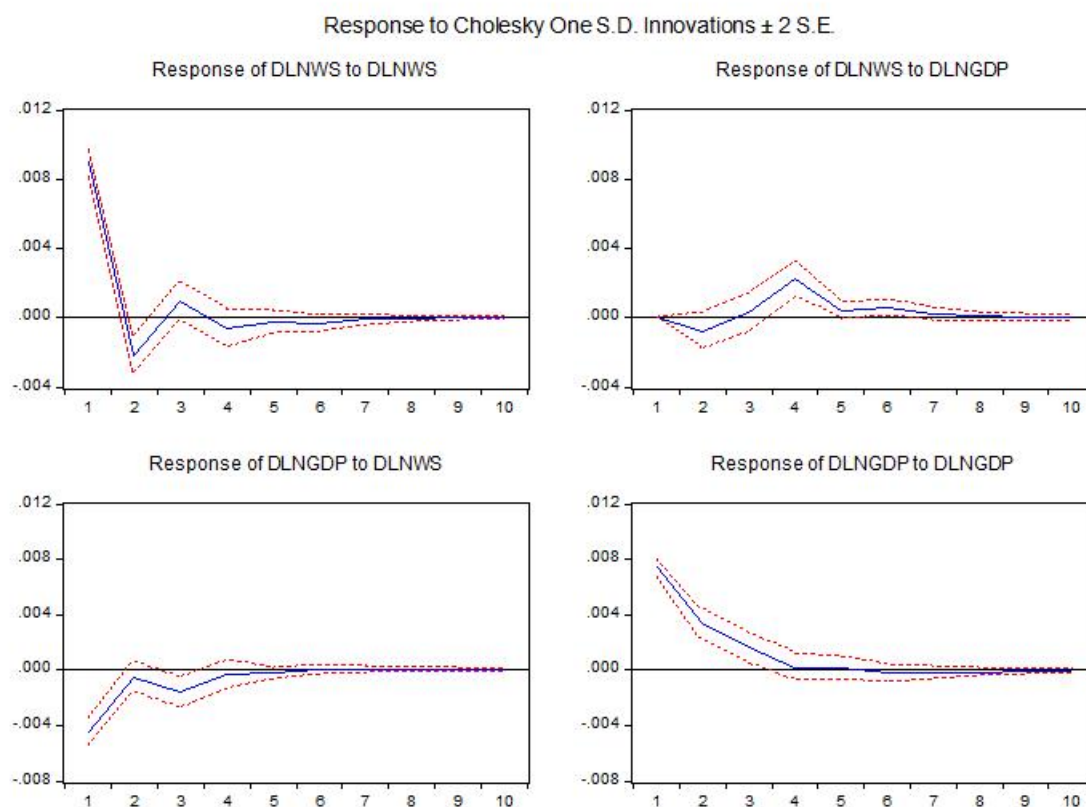 Response to Cholesky One S.D. Innovations ± 2 S.E.
Response of DLNWS to DLNWS
.012
.008
.004
.000
-.004
1 2 3 4 5 6 7 8 9 10
Response of DLNWS to DLNGDP
.012
.008
.004
.000
-.004
1 2 3 4 5 6 7 8 9 10
Response of DLNGDP to DLNWS
.012
.008
.004
.000
-.004
-.008
1 2 3 4 5 6 7 8 9 10
Response of DLNGDP to DLNGDP
.012
.008
.004
.000
-.004
-.008
1 2 3 4 5 6 7 8 9 10